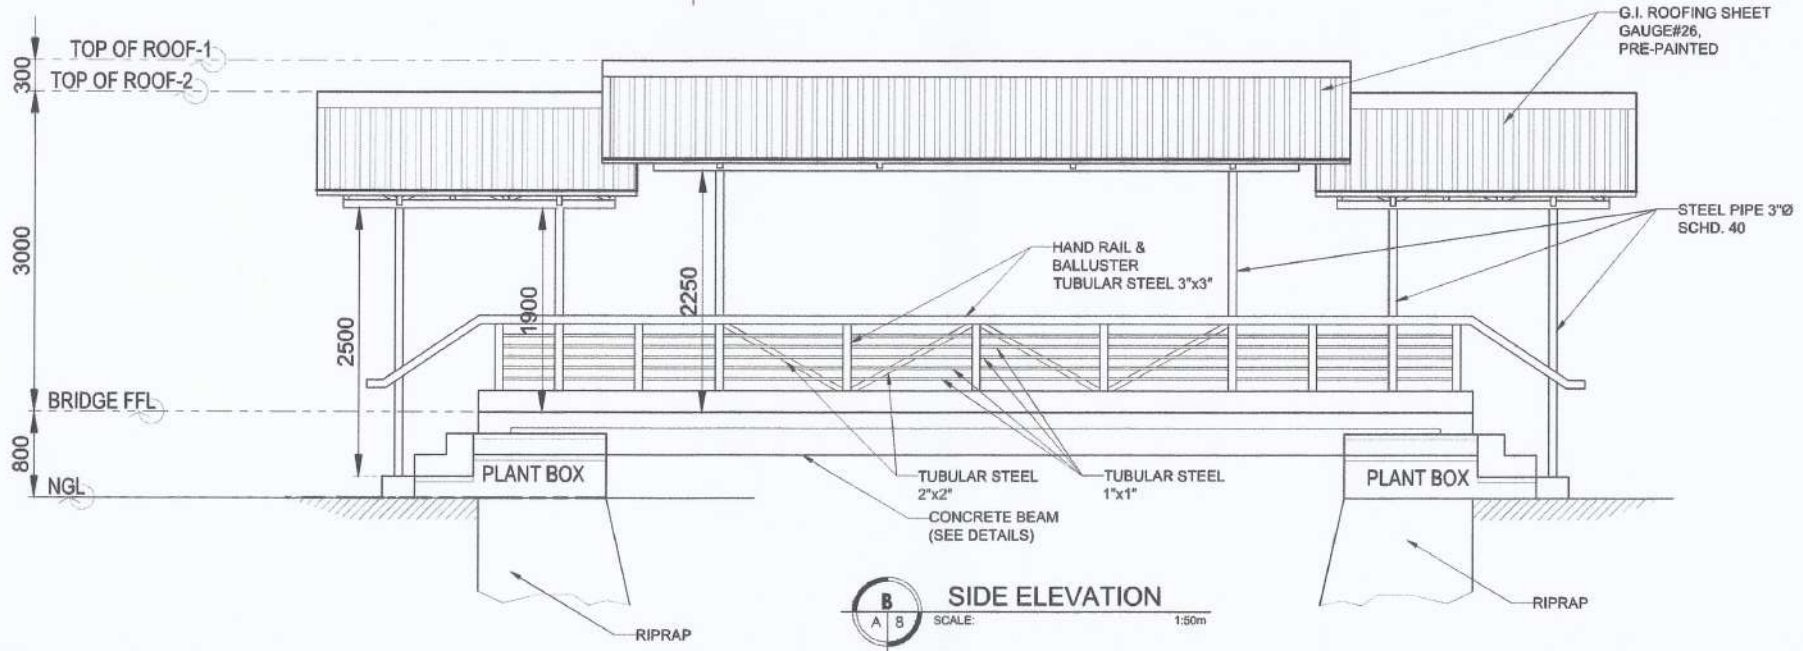 G.I. ROOFING SHEET
GAUGE#26,
PRE-PAINTED
TOP OF ROOF-1
300
TOP OF ROOF-2
3000
STEEL PIPE 3"Ø
SCHD. 40
HAND RAIL &
BALLUSTER
TUBULAR STEEL 3"x3"
2500
1900
2250
BRIDGE FFL
800
NGL
PLANT BOX
TUBULAR STEEL
2"x2"
TUBULAR STEEL
1"x1"
PLANT BOX
CONCRETE BEAM
(SEE DETAILS)
B
A 8
SIDE ELEVATION
SCALE: 1:50m
RIPRAP
RIPRAP